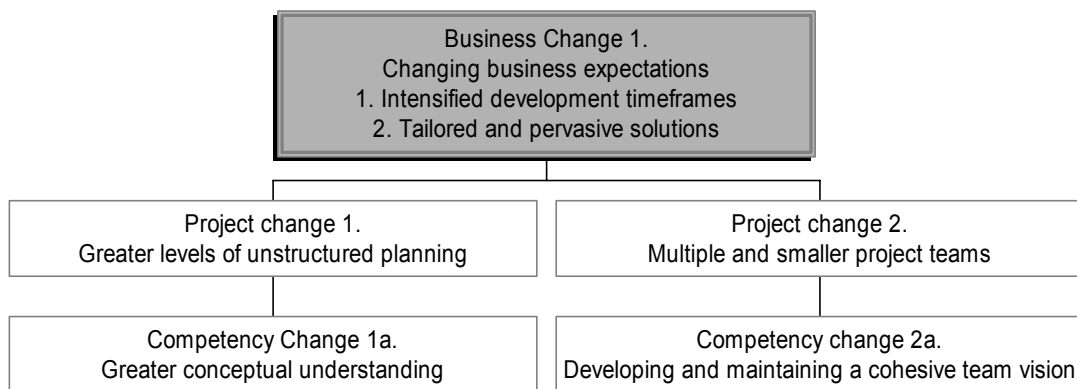 Business Change 1.
Changing business expectations
1. Intensified development timeframes
2. Tailored and pervasive solutions
Project change 1.
Greater levels of unstructured planning
Project change 2.
Multiple and smaller project teams
Competency Change 1a.
Greater conceptual understanding
Competency change 2a.
Developing and maintaining a cohesive team vision